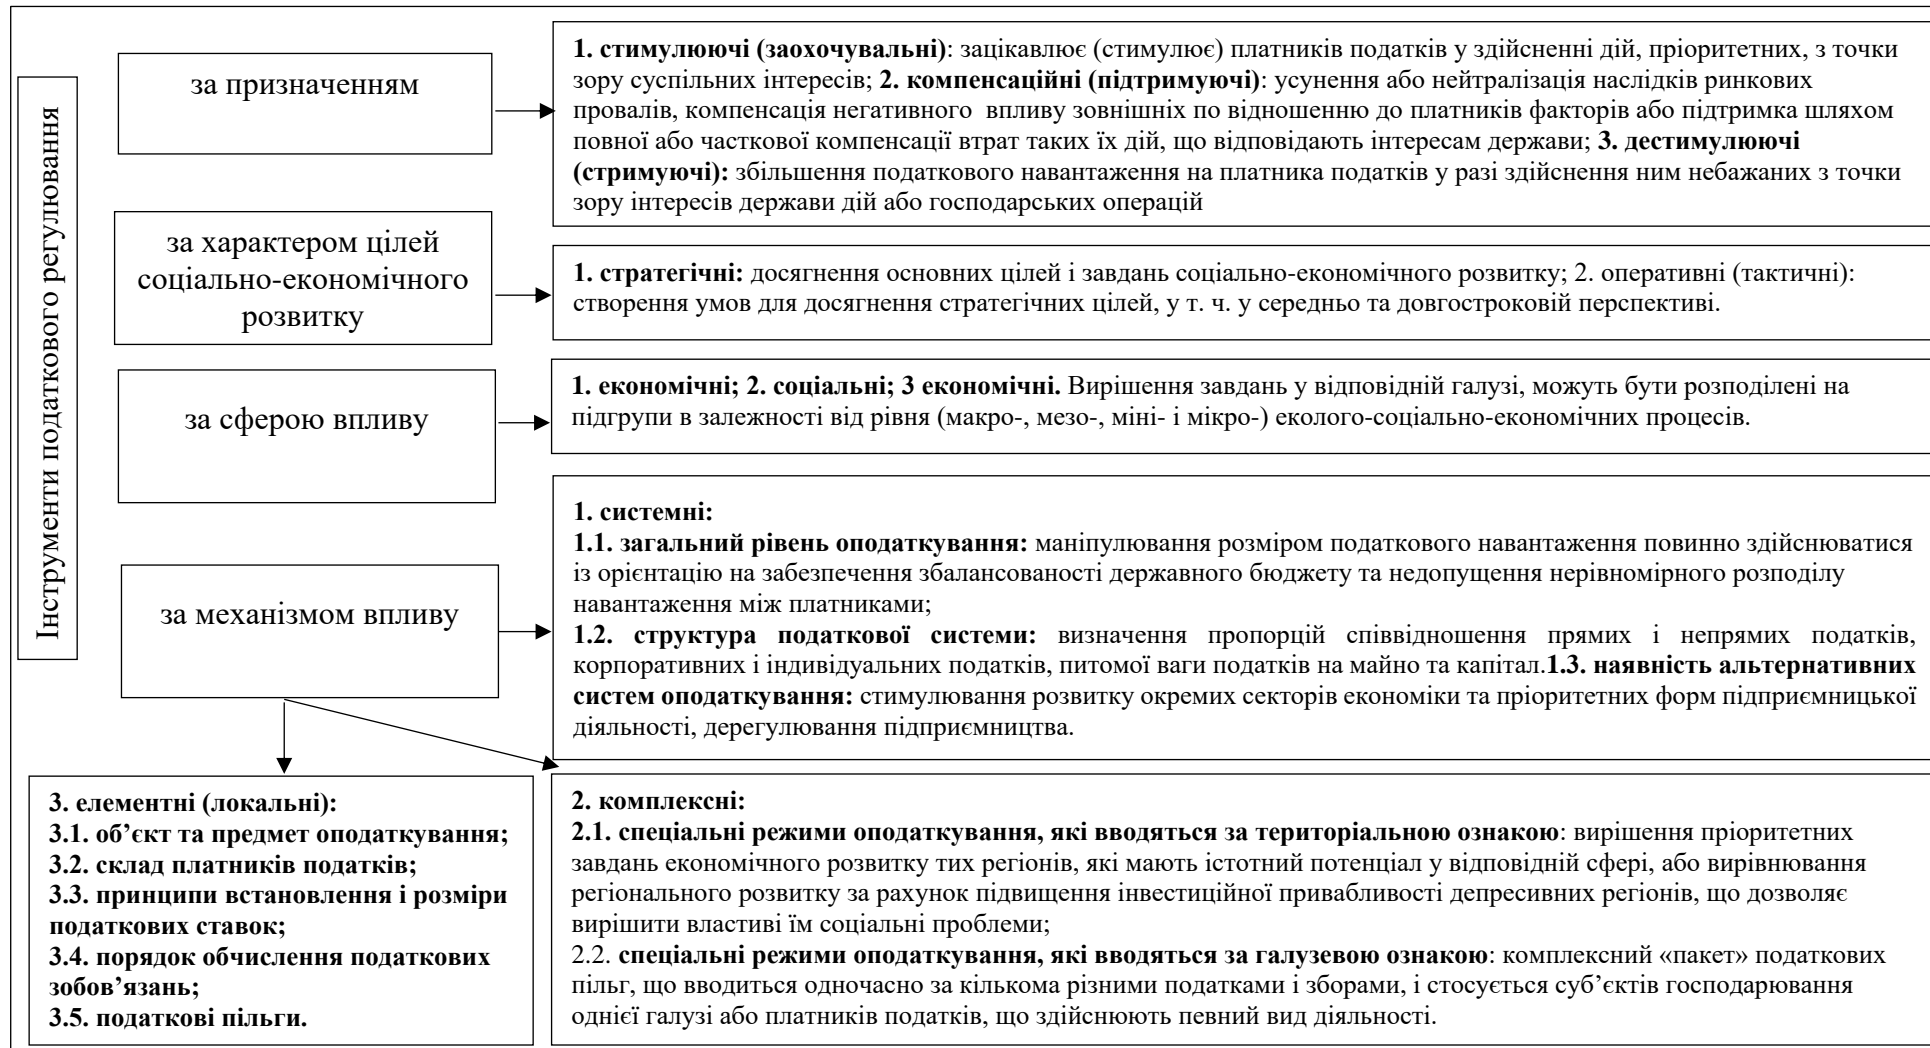 Інструменти податкового регулювання
за призначенням
1. стимулюючі (заохочувальні): зацікавлює (стимулює) платників податків у здійсненні дій, пріоритетних, з точки
зору суспільних інтересів; 2. компенсаційні (підтримуючі): усунення або нейтралізація наслідків ринкових
провалів, компенсація негативного впливу зовнішніх по відношенню до платників факторів або підтримка шляхом
повної або часткової компенсації втрат таких їх дій, що відповідають інтересам держави; 3. дестимулюючі
(стримуючі): збільшення податкового навантаження на платника податків у разі здійснення ним небажаних з точки
зору інтересів держави дій або господарських операцій
за характером цілей
соціально-економічного
розвитку
1. стратегічні: досягнення основних цілей і завдань соціально-економічного розвитку; 2. оперативні (тактичні):
створення умов для досягнення стратегічних цілей, у т. ч. у середньо та довгостроковій перспективі.
за сферою впливу
1. економічні; 2. соціальні; 3 економічні. Вирішення завдань у відповідній галузі, можуть бути розподілені на
підгрупи в залежності від рівня (макро-, мезо-, міні- і мікро-) еколого-соціально-економічних процесів.
за механізмом впливу
1. системні:
1.1. загальний рівень оподаткування: маніпулювання розміром податкового навантаження повинно здійснюватися
із орієнтацію на забезпечення збалансованості державного бюджету та недопущення нерівномірного розподілу
навантаження між платниками;
1.2. структура податкової системи: визначення пропорцій співвідношення прямих і непрямих податків,
корпоративних і індивідуальних податків, питомої ваги податків на майно та капітал.1.3. наявність альтернативних
систем оподаткування: стимулювання розвитку окремих секторів економіки та пріоритетних форм підприємницької
діяльності, дерегулювання підприємництва.
3. елементні (локальні):
3.1. об’єкт та предмет оподаткування;
3.2. склад платників податків;
3.3. принципи встановлення і розміри
податкових ставок;
3.4. порядок обчислення податкових
зобов’язань;
3.5. податкові пільги.
2. комплексні:
2.1. спеціальні режими оподаткування, які вводяться за територіальною ознакою: вирішення пріоритетних
завдань економічного розвитку тих регіонів, які мають істотний потенціал у відповідній сфері, або вирівнювання
регіонального розвитку за рахунок підвищення інвестиційної привабливості депресивних регіонів, що дозволяє
вирішити властиві їм соціальні проблеми;
2.2. спеціальні режими оподаткування, які вводяться за галузевою ознакою: комплексний «пакет» податкових
пільг, що вводиться одночасно за кількома різними податками і зборами, і стосується суб’єктів господарювання
однієї галузі або платників податків, що здійснюють певний вид діяльності.